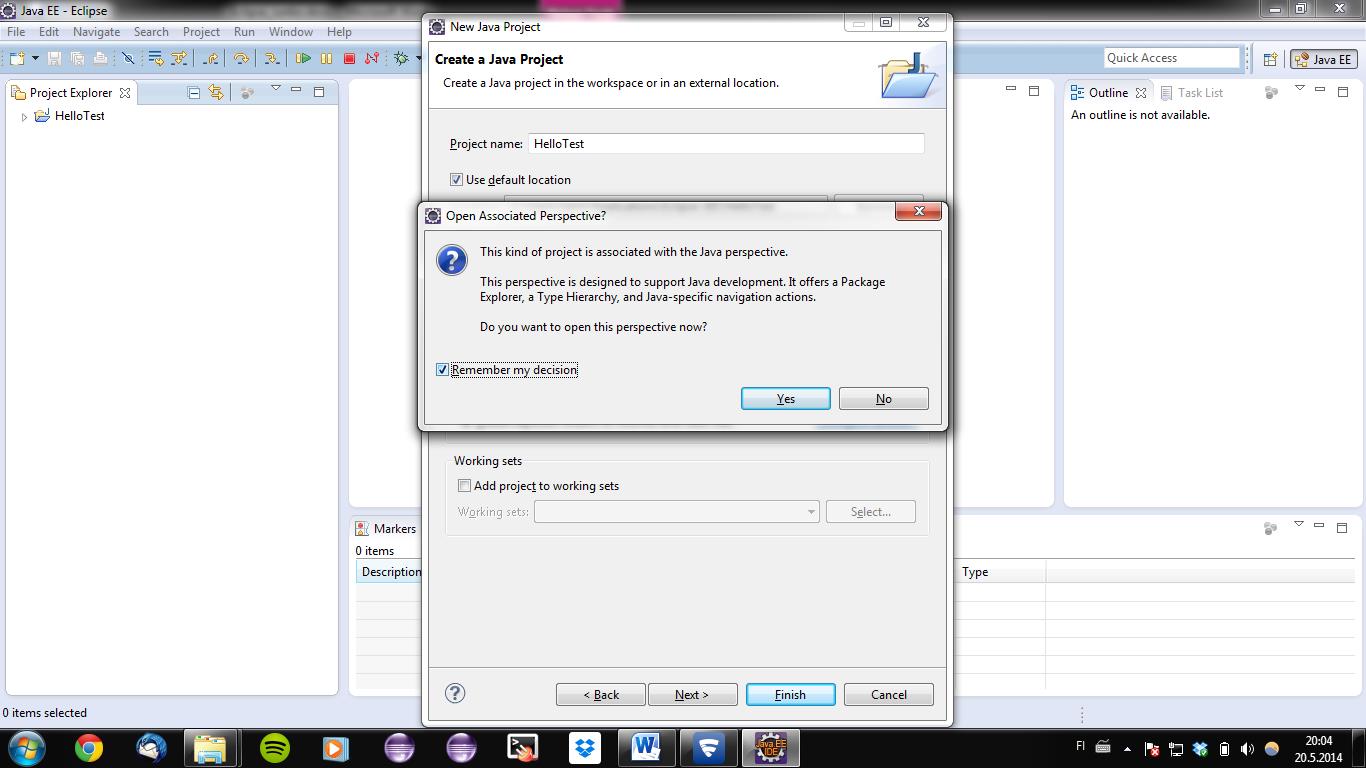 Java EE - Eclipse
File Edit Navigate Search Project Run Window Help
Quick Access
Java EE
Project Explorer
HelloTest
New Java Project
Create a Java Project
Create a Java project in the workspace or in an external location.
Project name:
HelloTest
Use default location
Open Associated Perspective?
This kind of project is associated with the Java perspective.
This perspective is designed to support Java development. It offers a Package
Explorer, a Type Hierarchy, and Java-specific navigation actions.
Do you want to open this perspective now?
Remember my decision
Yes
No
Working sets
Add project to working sets
Working sets:
Select...
< Back
Next >
Finish
Cancel
Outline
Task List
An outline is not available.
Markers
0 items
Description
Type
0 items selected
Java EE
IDE
FI
20:04
20.5.2014